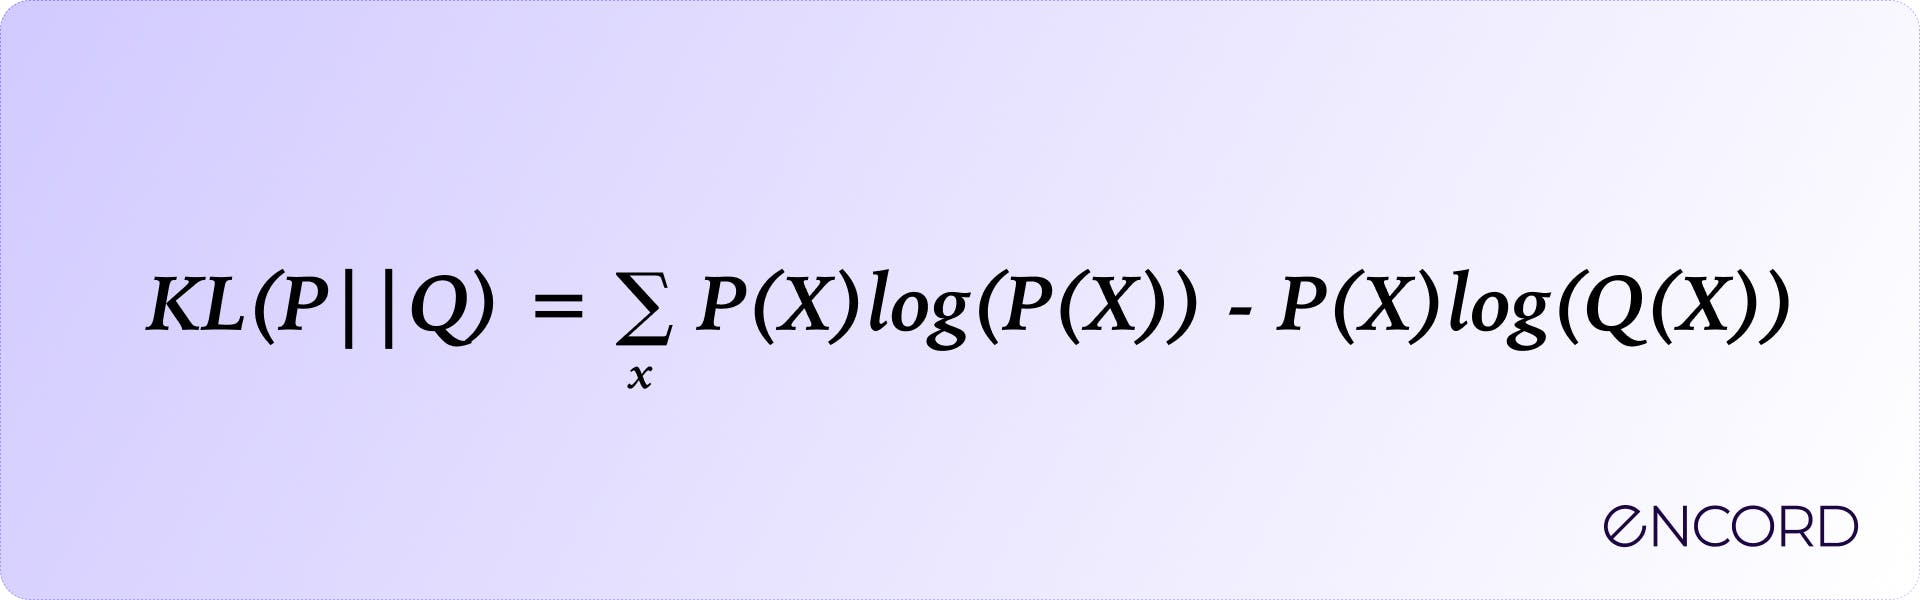 KL(P||Q) = ∑ P(X)log(P(X)) - P(X)log(Q(X))
x
ENCORD